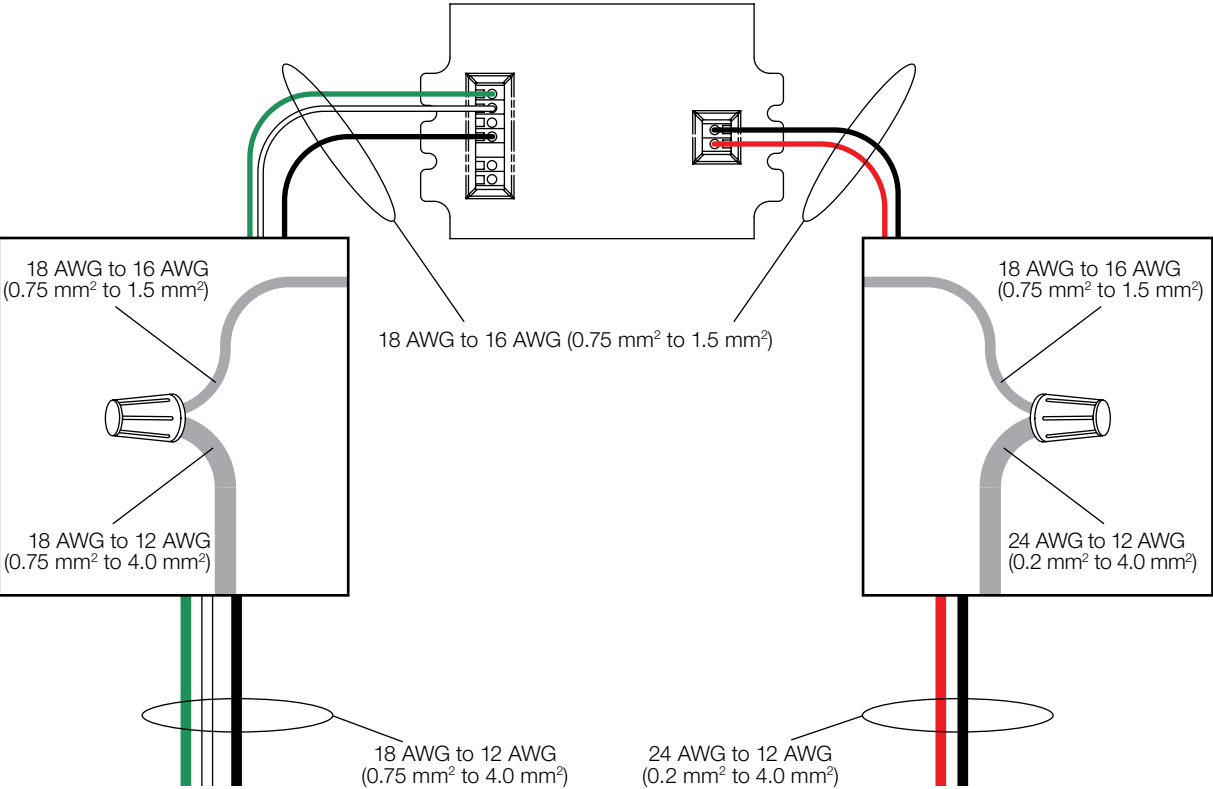 18 AWG to 16 AWG
(0.75 mm² to 1.5 mm²)
18 AWG to 16 AWG
(0.75 mm² to 1.5 mm²)
18 AWG to 16 AWG (0.75 mm² to 1.5 mm²)
18 AWG to 12 AWG
(0.75 mm² to 4.0 mm²)
24 AWG to 12 AWG
(0.2 mm² to 4.0 mm²)
18 AWG to 12 AWG
(0.75 mm² to 4.0 mm²)
24 AWG to 12 AWG
(0.2 mm² to 4.0 mm²)